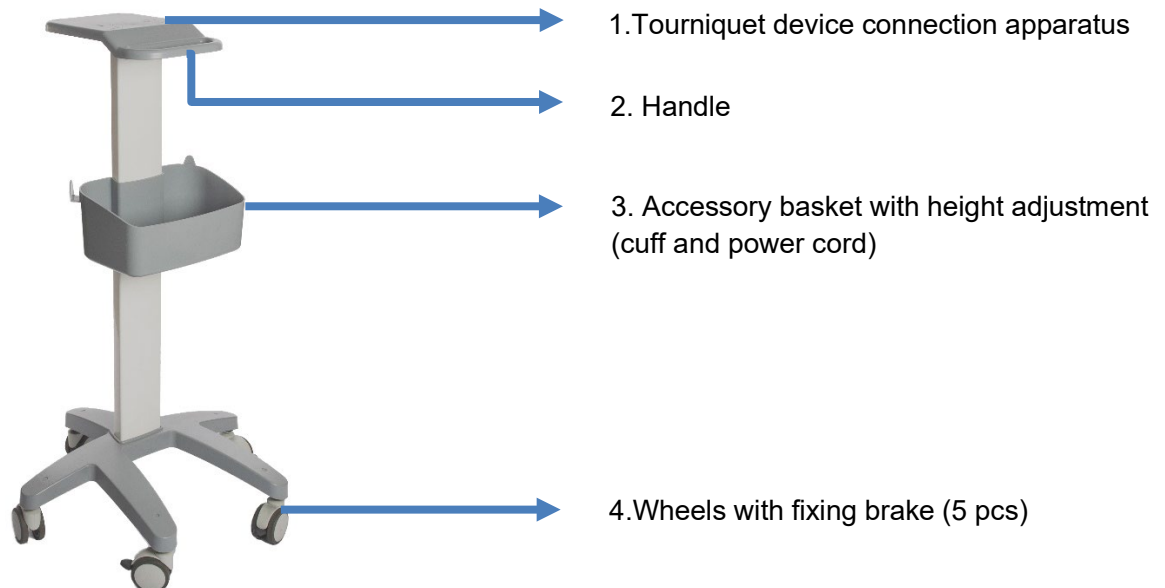 1.Tourniquet device connection apparatus
2. Handle
3. Accessory basket with height adjustment
(cuff and power cord)
4.Wheels with fixing brake (5 pcs)